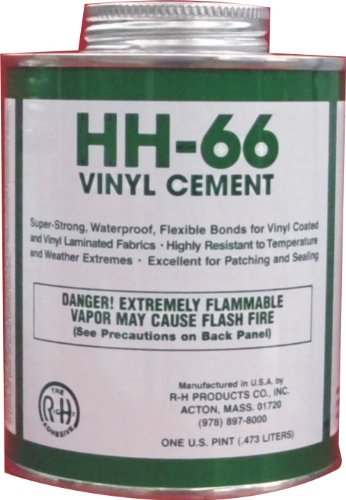 HH-66
VINYL CEMENT
Super-Strong, Waterproof, Flexible Bonds for Vinyl Coated
and Vinyl Laminated Fabrics · Highly Resistant to Temperature
and Weather Extremes · Excellent for Patching and Sealing
DANGER! EXTREMELY FLAMMABLE
VAPOR MAY CAUSE FLASH FIRE
(See Precautions on Back Panel)
THE
R-H
ADHESIVE
Manufactured in U.S.A. by
R-H PRODUCTS CO., INC.
ACTON, MASS. 01720
(978) 897-8000
ONE U.S. PINT (.473 LITERS)